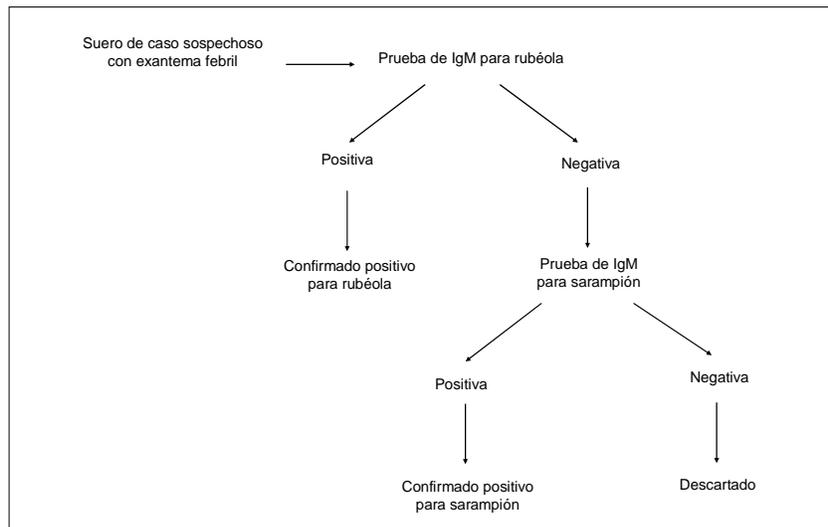 Suero de caso sospechoso
con exantema febril
Prueba de IgM para rubéola
Positiva
Negativa
Confirmado positivo
para rubéola
Prueba de IgM
para sarampión
Positiva
Negativa
Confirmado positivo
para sarampión
Descartado